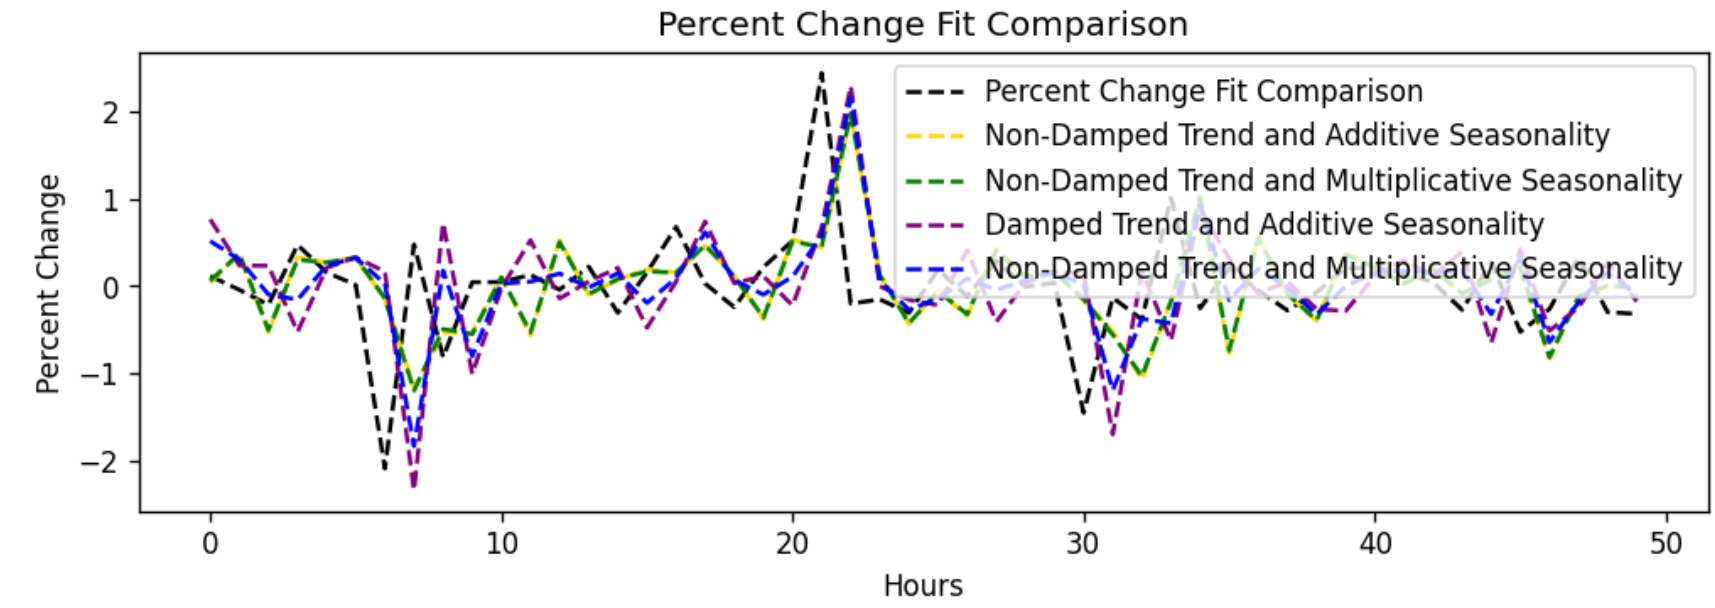 Percent Change Fit Comparison
Percent Change Fit Comparison
Non-Damped Trend and Additive Seasonality
Non-Damped Trend and Multiplicative Seasonality
Damped Trend and Additive Seasonality
Non-Damped Trend and Multiplicative Seasonality
Percent Change
2
1
0
−1
−2
0 10 20 30 40 50
Hours